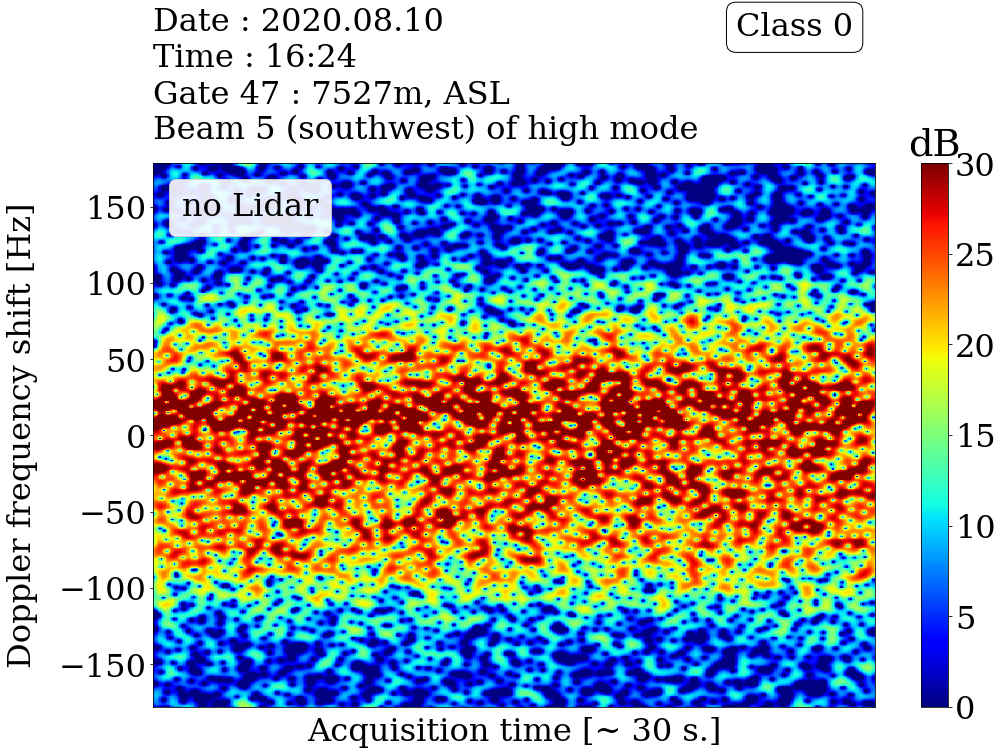 Date : 2020.08.10
Time : 16:24
Gate 47 : 7527m, ASL
Beam 5 (southwest) of high mode
Class 0
dB
no Lidar
Doppler frequency shift [Hz]
150
100
50
0
−50
−100
−150
30
25
20
15
10
5
0
Acquisition time [~ 30 s.]